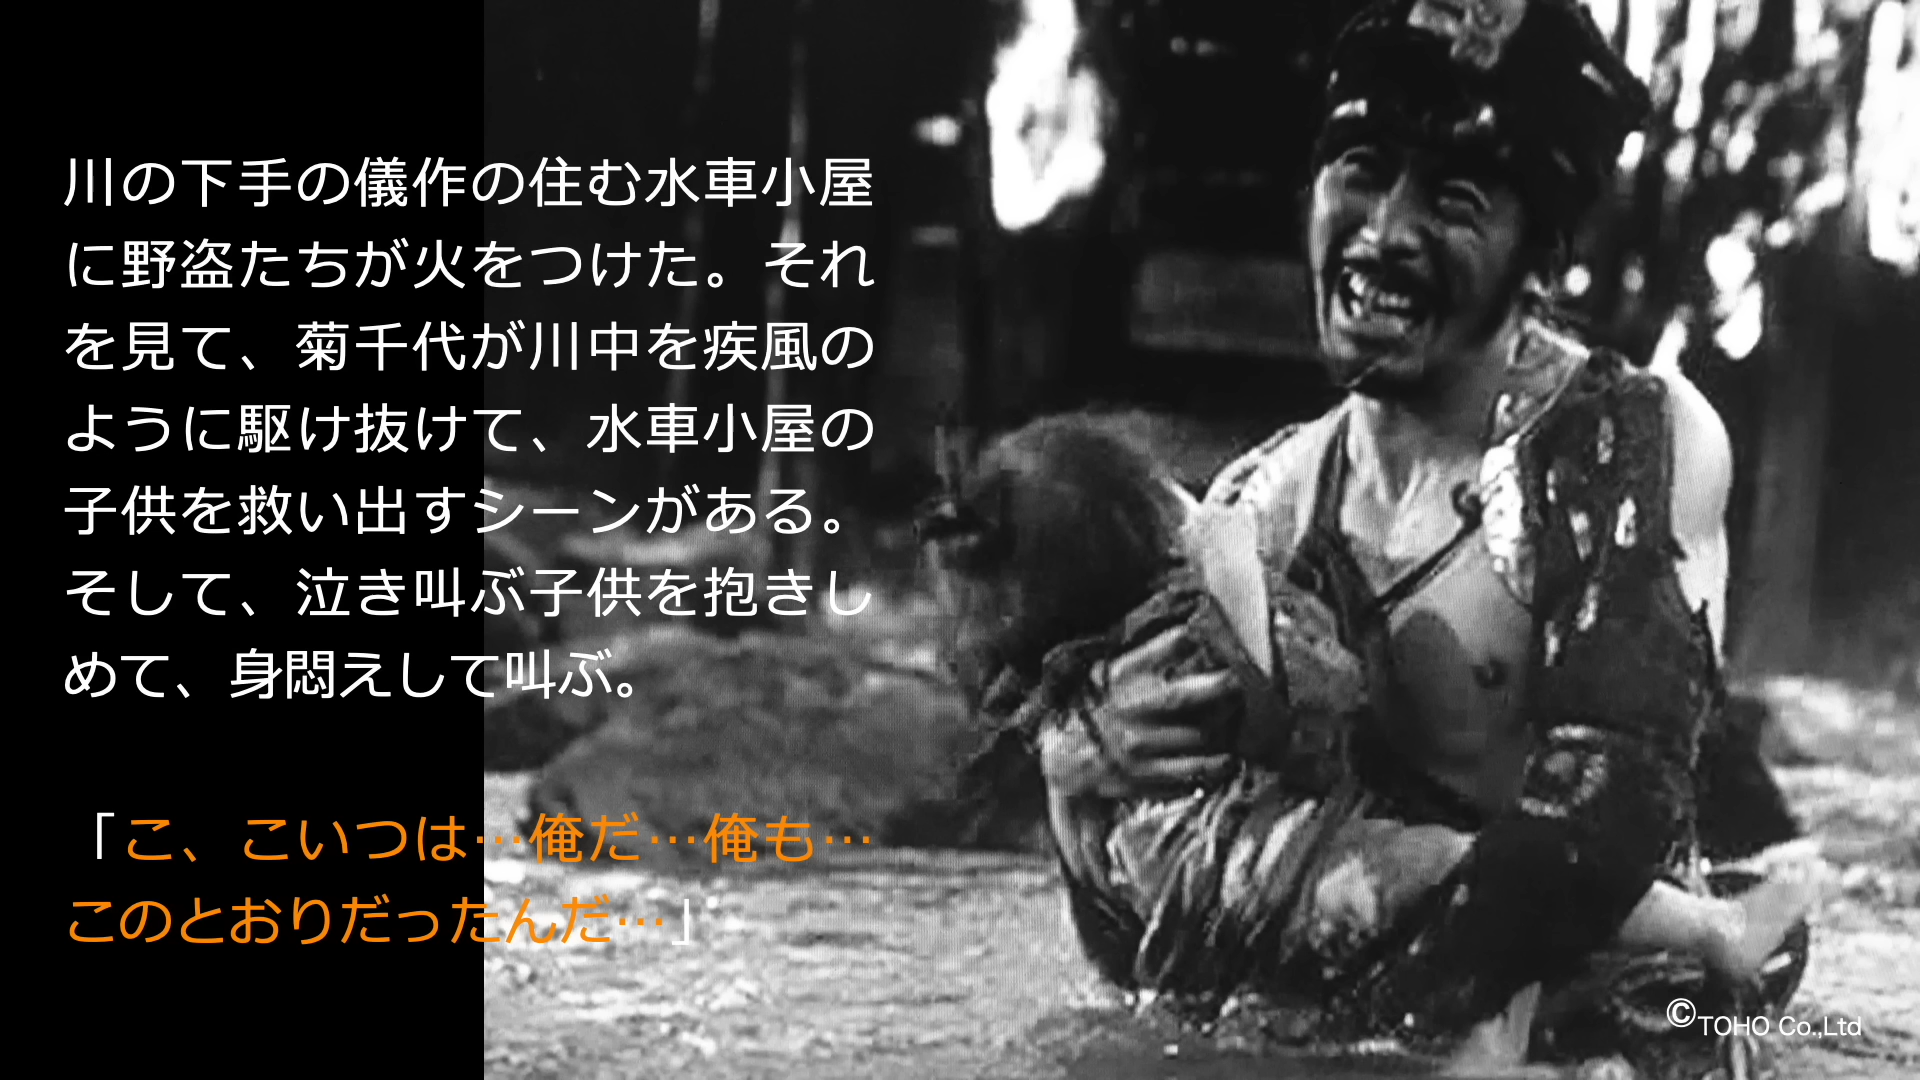 川の下手の儀作の住む水車小屋
に野盗たちが火をつけた。それ
を見て、菊千代が川中を疾風の
ように駆け抜けて、水車小屋の
子供を救い出すシーンがある。
そして、泣き叫ぶ子供を抱きし
めて、身悶えして叫ぶ。
「こ、こいつは…俺だ…俺も…
このとおりだったんだ…」
©TOHO Co.,Ltd